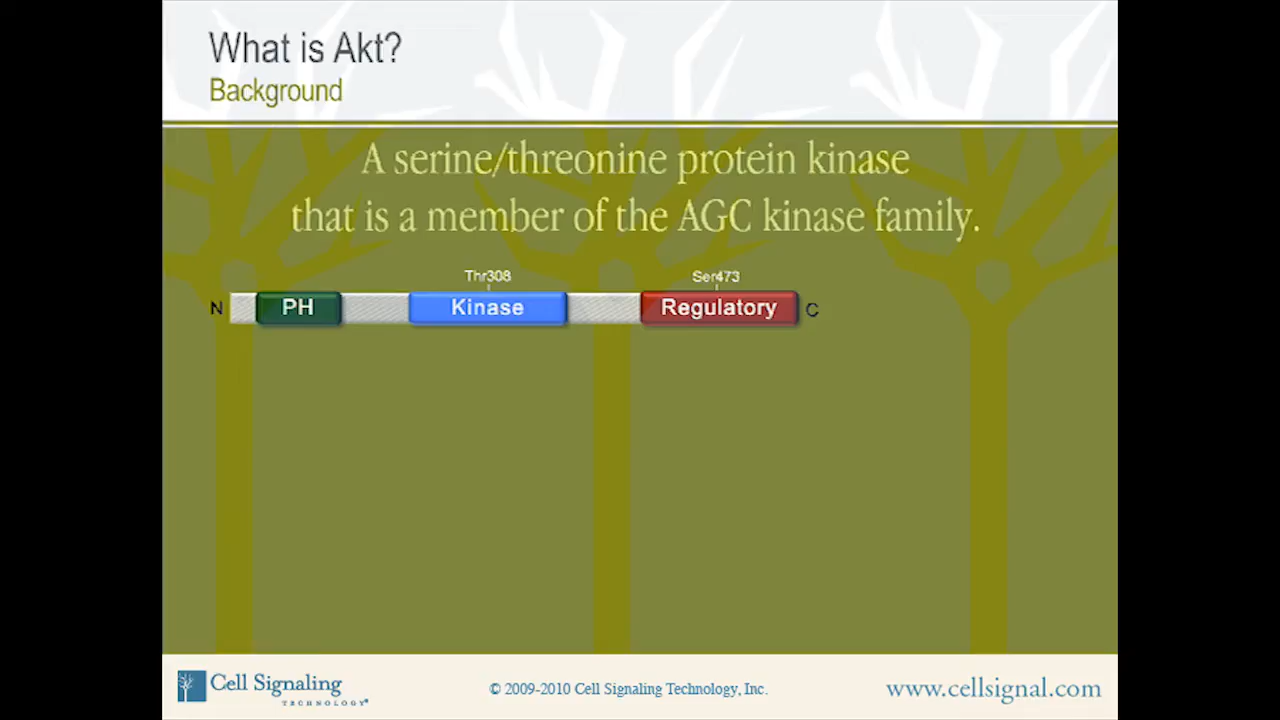 What is Akt?
Background
A serine/threonine protein kinase
that is a member of the AGC kinase family.
Thr308 Ser473
N PH Kinase Regulatory C
Cell Signaling
TECHNOLOGY®
© 2009-2010 Cell Signaling Technology, Inc.
www.cellsignal.com